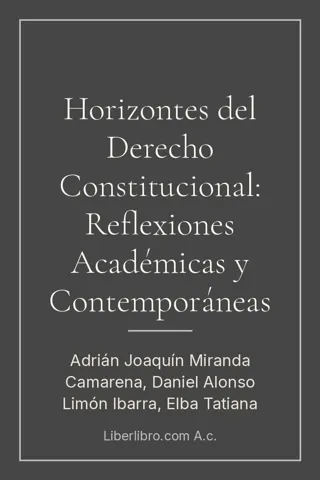 Horizontes del
Derecho
Constitucional:
Reflexiones
Académicas y
Contemporáneas
Adrián Joaquín Miranda
Camarena, Daniel Alonso
Limón Ibarra, Elba Tatiana
Liberlibro.com A.c.